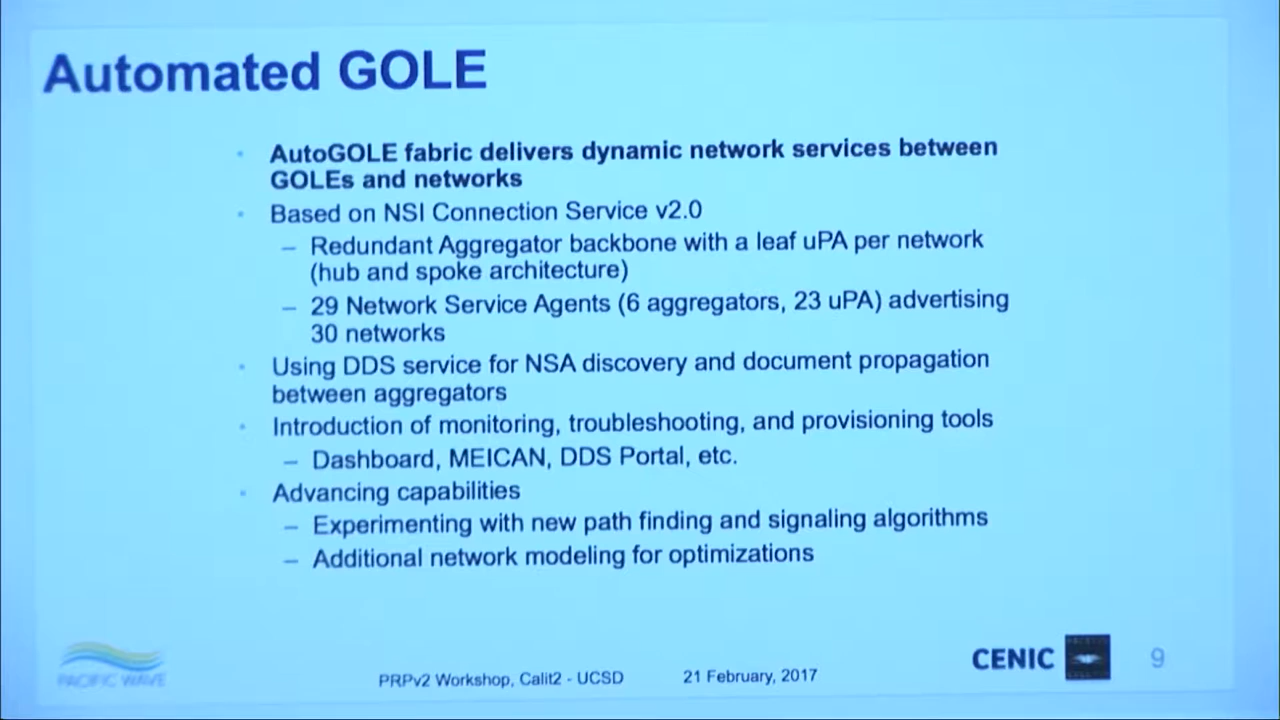 Automated GOLE
• AutoGOLE fabric delivers dynamic network services between
GOLEs and networks
• Based on NSI Connection Service v2.0
– Redundant Aggregator backbone with a leaf uPA per network
(hub and spoke architecture)
– 29 Network Service Agents (6 aggregators, 23 uPA) advertising
30 networks
• Using DDS service for NSA discovery and document propagation
between aggregators
• Introduction of monitoring, troubleshooting, and provisioning tools
– Dashboard, MEICAN, DDS Portal, etc.
• Advancing capabilities
– Experimenting with new path finding and signaling algorithms
– Additional network modeling for optimizations
PACIFIC WAVE
PRPv2 Workshop, Calit2 - UCSD
21 February, 2017
CENIC
9